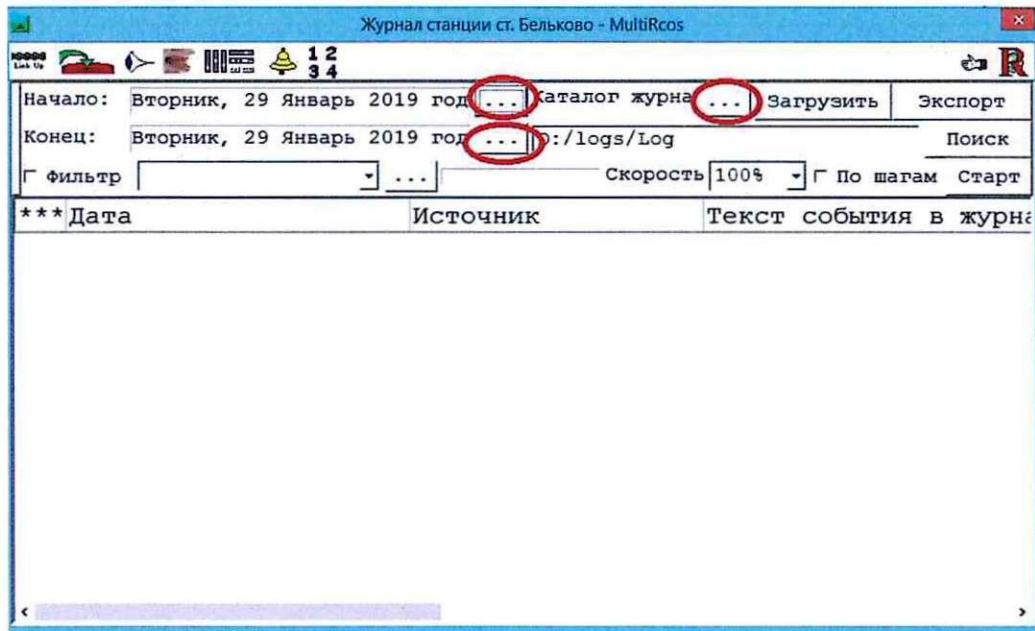 Журнал станции ст. Бельково - MultiRcos
Link Up
1 2
3 4
R
Начало: Вторник, 29 Январь 2019 год ... Каталог журна ... Загрузить Экспорт
Конец: Вторник, 29 Январь 2019 год ... D:/logs/Log Поиск
Фильтр ... Скорость 100% По шагам Старт
*** Дата Источник Текст события в журна